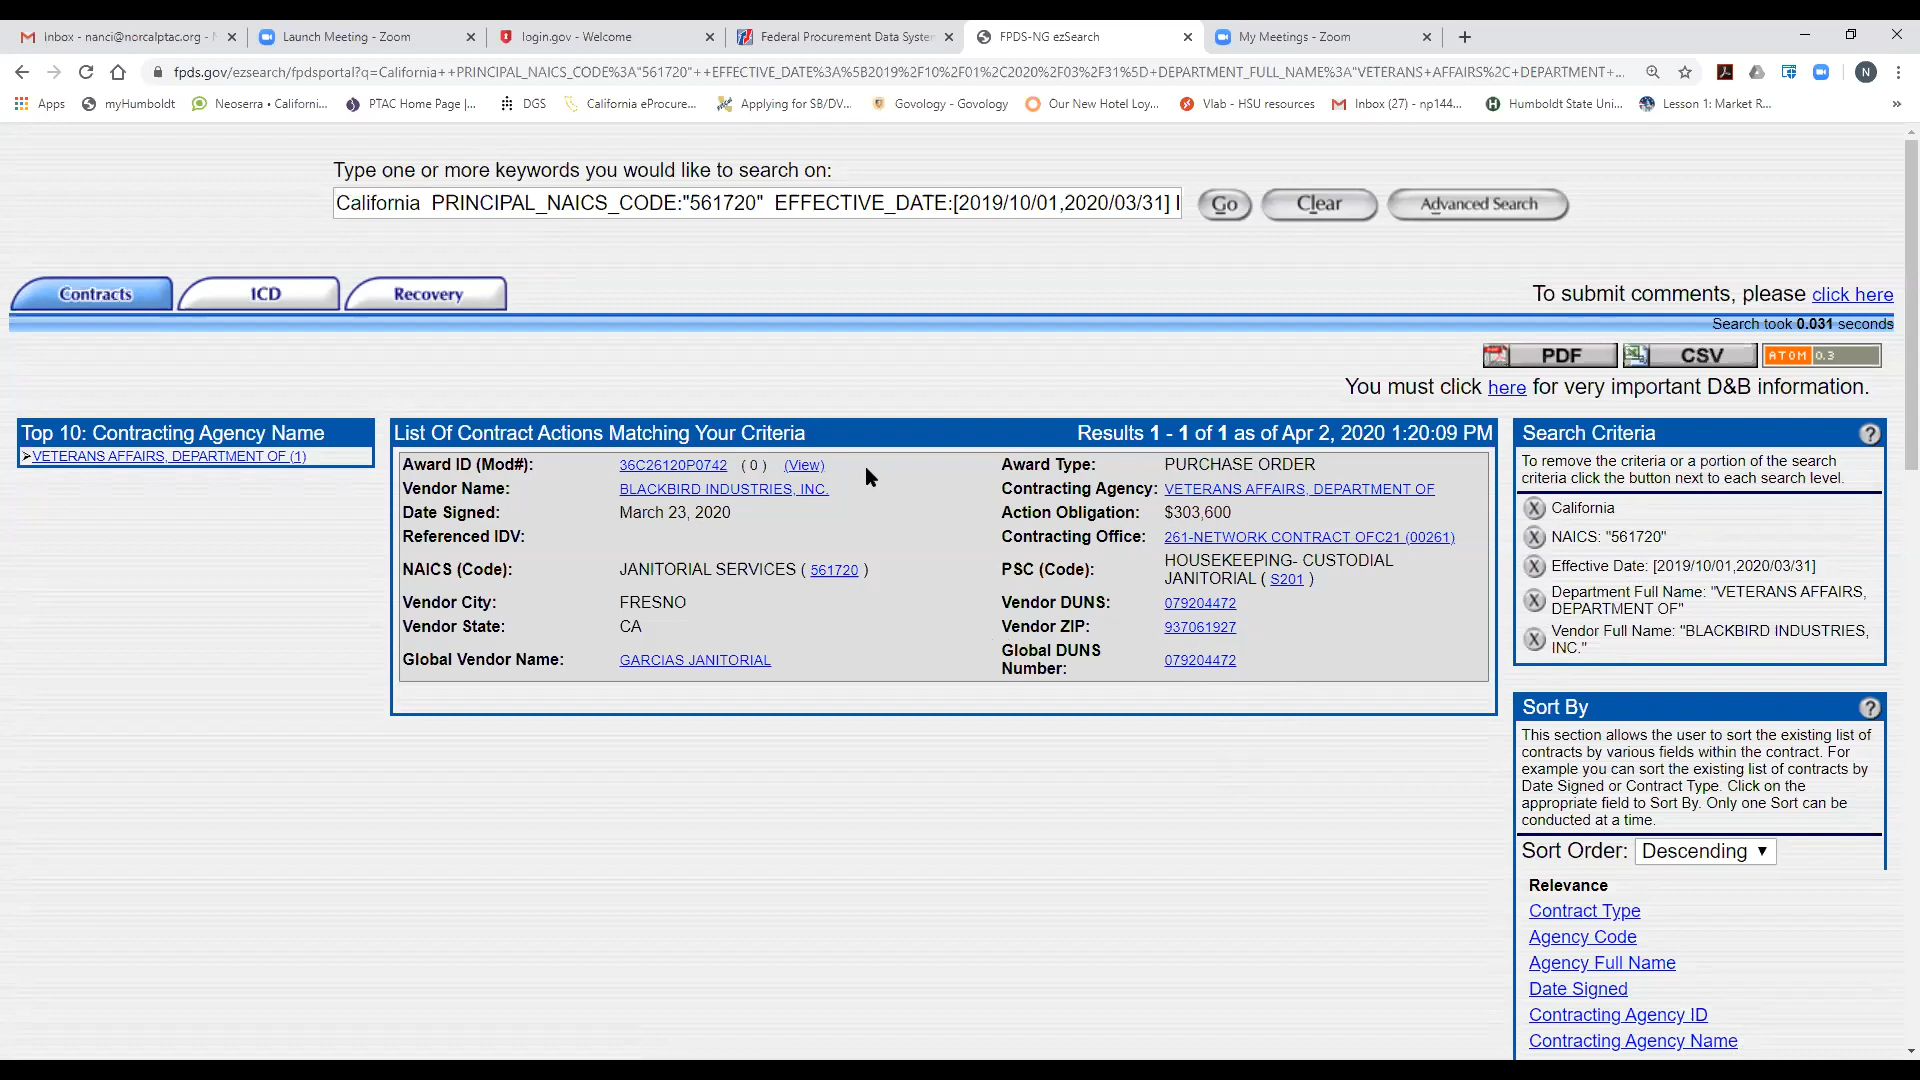 Inbox - nanci@norcalptac.org -
Launch Meeting - Zoom
login.gov - Welcome
Federal Procurement Data System
FPDS-NG ezSearch
My Meetings - Zoom
fpds.gov/ezsearch/fpdsportal?q=California++PRINCIPAL_NAICS_CODE%3A"561720"++EFFECTIVE_DATE%3A%5B2019%2F10%2F01%2C2020%2F03%2F31%5D+DEPARTMENT_FULL_NAME%3A"VETERANS+AFFAIRS%2C+DEPARTMENT+...
N
Apps
myHumboldt
Neoserra • Californi...
PTAC Home Page |...
DGS
California eProcure...
Applying for SB/DV...
Govology - Govology
Our New Hotel Loy...
Vlab - HSU resources
Inbox (27) - np144...
Humboldt State Uni...
Lesson 1: Market R...
»
Type one or more keywords you would like to search on:
California PRINCIPAL_NAICS_CODE:"561720" EFFECTIVE_DATE:[2019/10/01,2020/03/31]
Go
Clear
Advanced Search
Contracts
ICD
Recovery
To submit comments, please click here
Search took 0.031 seconds
PDF
CSV
ATOM 0.3
You must click here for very important D&B information.
Top 10: Contracting Agency Name
VETERANS AFFAIRS, DEPARTMENT OF (1)
List Of Contract Actions Matching Your Criteria
Results 1 - 1 of 1 as of Apr 2, 2020 1:20:09 PM
Award ID (Mod#): 36C26120P0742 ( 0 ) (View)
Award Type: PURCHASE ORDER
Vendor Name: BLACKBIRD INDUSTRIES, INC.
Contracting Agency: VETERANS AFFAIRS, DEPARTMENT OF
Date Signed: March 23, 2020
Action Obligation: $303,600
Referenced IDV:
Contracting Office: 261-NETWORK CONTRACT OFC21 (00261)
NAICS (Code): JANITORIAL SERVICES ( 561720 )
PSC (Code): HOUSEKEEPING- CUSTODIAL
JANITORIAL ( S201 )
Vendor City: FRESNO
Vendor DUNS: 079204472
Vendor State: CA
Vendor ZIP: 937061927
Global Vendor Name: GARCIAS JANITORIAL
Global DUNS
Number: 079204472
Search Criteria
?
To remove the criteria or a portion of the search
criteria click the button next to each search level.
X California
X NAICS: "561720"
X Effective Date: [2019/10/01,2020/03/31]
X Department Full Name: "VETERANS AFFAIRS,
DEPARTMENT OF"
X Vendor Full Name: "BLACKBIRD INDUSTRIES,
INC."
Sort By
?
This section allows the user to sort the existing list of
contracts by various fields within the contract. For
example you can sort the existing list of contracts by
Date Signed or Contract Type. Click on the
appropriate field to Sort By. Only one Sort can be
conducted at a time.
Sort Order: Descending
Relevance
Contract Type
Agency Code
Agency Full Name
Date Signed
Contracting Agency ID
Contracting Agency Name